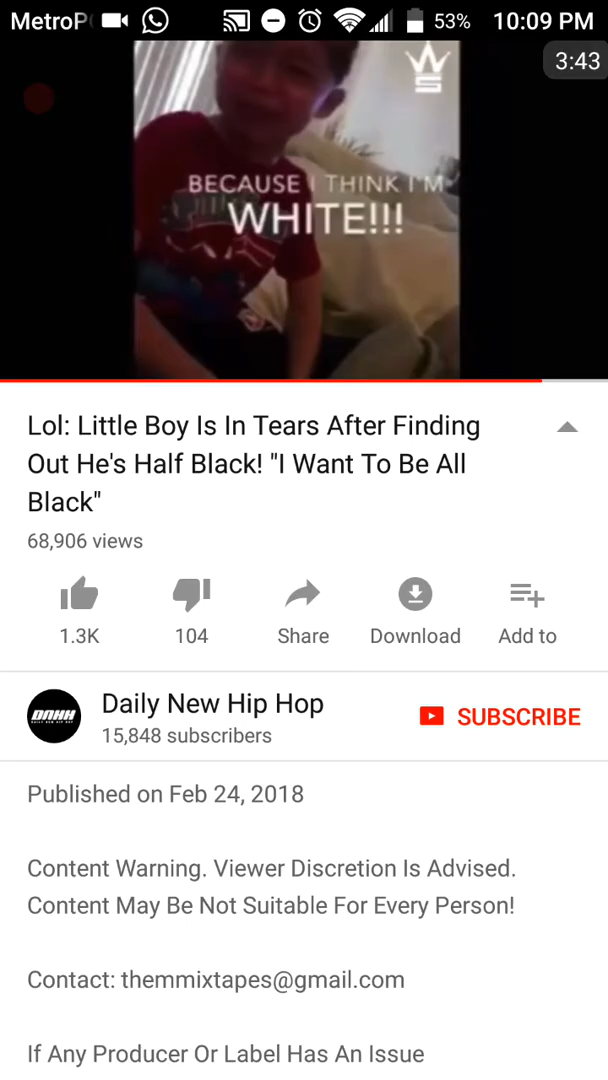 MetroP
53%
10:09 PM
3:43
WS
BECAUSE I THINK I'M
WHITE!!!
Lol: Little Boy Is In Tears After Finding
Out He's Half Black! "I Want To Be All
Black"
68,906 views
1.3K
104
Share
Download
Add to
DNHH
Daily New Hip Hop
15,848 subscribers
SUBSCRIBE
Published on Feb 24, 2018
Content Warning. Viewer Discretion Is Advised.
Content May Be Not Suitable For Every Person!
Contact: themmixtapes@gmail.com
If Any Producer Or Label Has An Issue